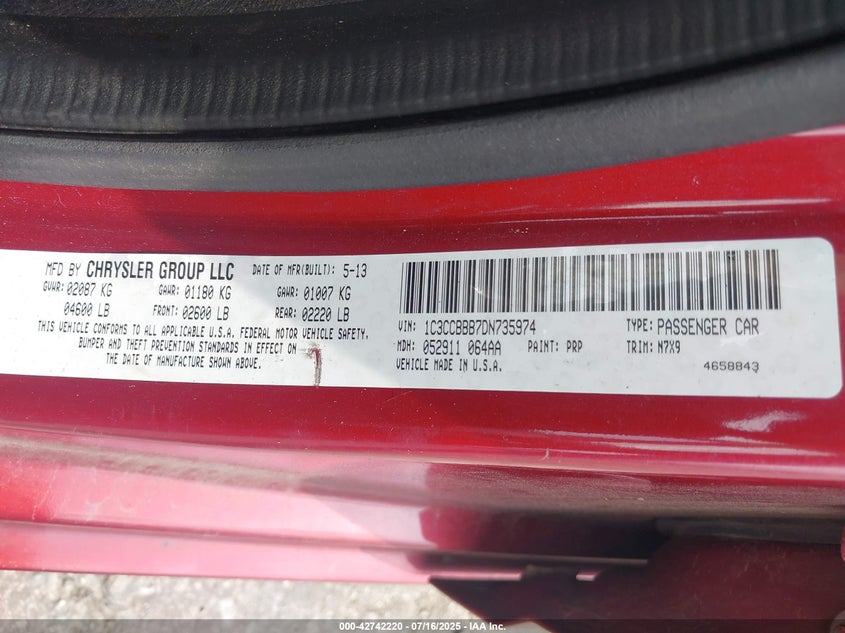 MFD BY CHRYSLER GROUP LLC DATE OF MFR(BUILT): 5-13
GVWR: 02087 KG GAWR: 01180 KG GAWR: 01007 KG
04600 LB FRONT: 02600 LB REAR: 02220 LB
THIS VEHICLE CONFORMS TO ALL APPLICABLE U.S.A. FEDERAL MOTOR VEHICLE SAFETY,
BUMPER AND THEFT PREVENTION STANDARDS IN EFFECT ON
THE DATE OF MANUFACTURE SHOWN ABOVE.
VIN: 1C3CCBBB7DN735974 TYPE: PASSENGER CAR
MDH: 052911 064AA PAINT: PRP TRIM: N7X9
VEHICLE MADE IN U.S.A. 4658843
000-42742220 - 07/16/2025 - IAA Inc.